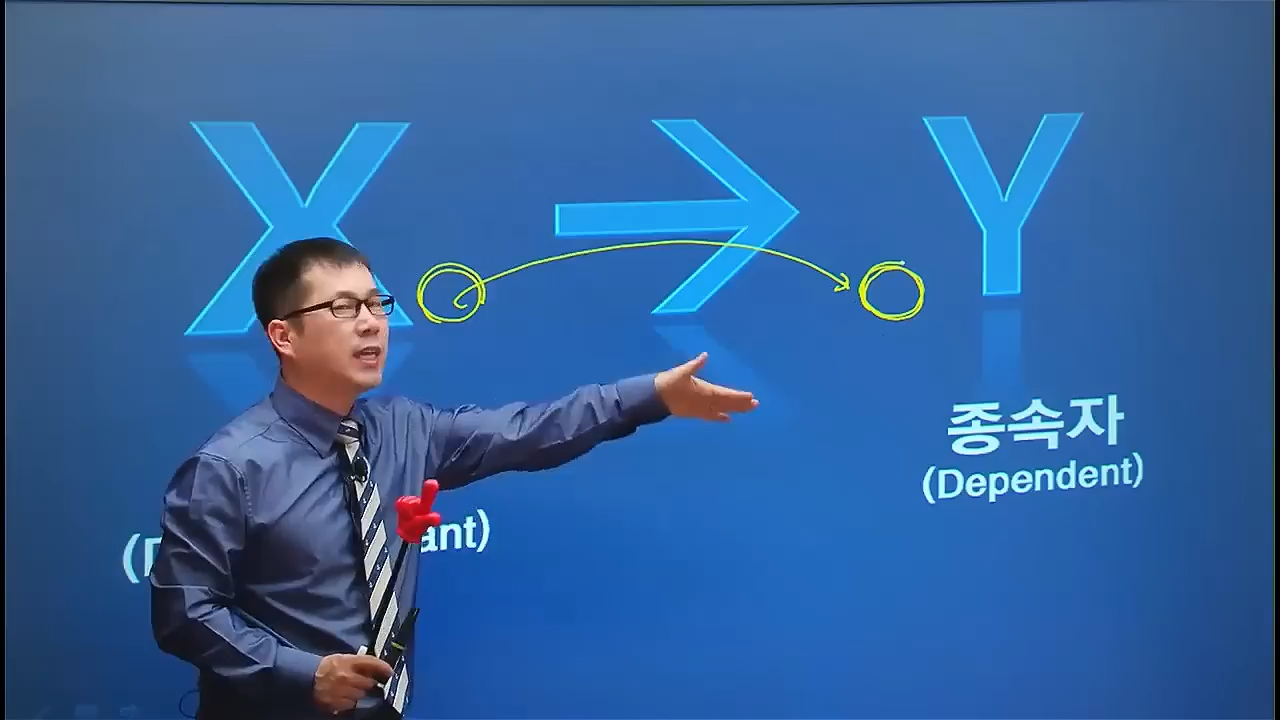 X → Y
종속자
(Dependent)
ant)